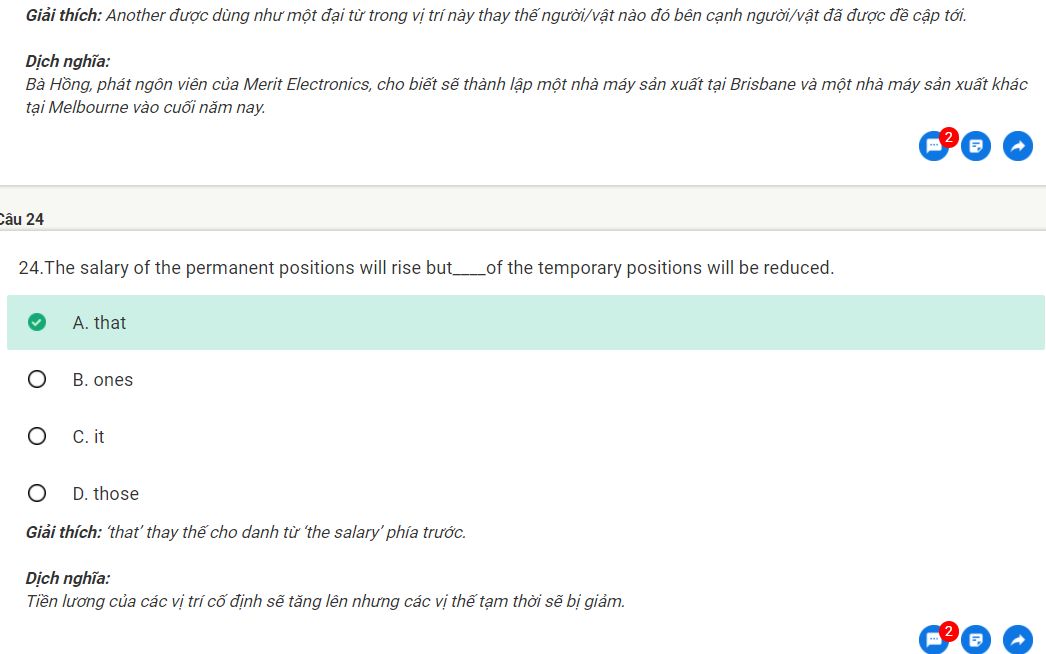 Giải thích: Another được dùng như một đại từ trong vị trí này thay thế người/vật nào đó bên cạnh người/vật đã được đề cập tới.
Dịch nghĩa:
Bà Hồng, phát ngôn viên của Merit Electronics, cho biết sẽ thành lập một nhà máy sản xuất tại Brisbane và một nhà máy sản xuất khác
tại Melbourne vào cuối năm nay.
2
Câu 24
24.The salary of the permanent positions will rise but____of the temporary positions will be reduced.
A. that
B. ones
C. it
D. those
Giải thích: ‘that’ thay thế cho danh từ ‘the salary’ phía trước.
Dịch nghĩa:
Tiền lương của các vị trí cố định sẽ tăng lên nhưng các vị thế tạm thời sẽ bị giảm.
2